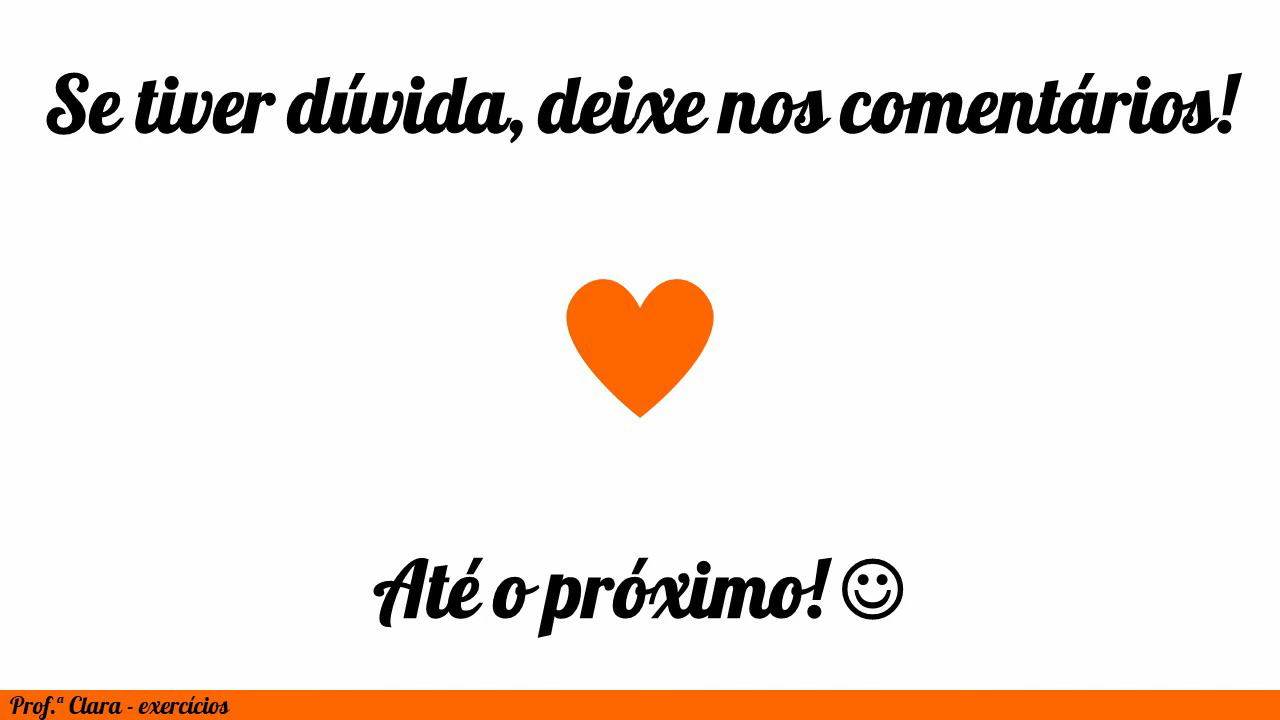 Se tiver dúvida, deixe nos comentários!
Até o próximo! ☺
Prof.ª Clara - exercícios